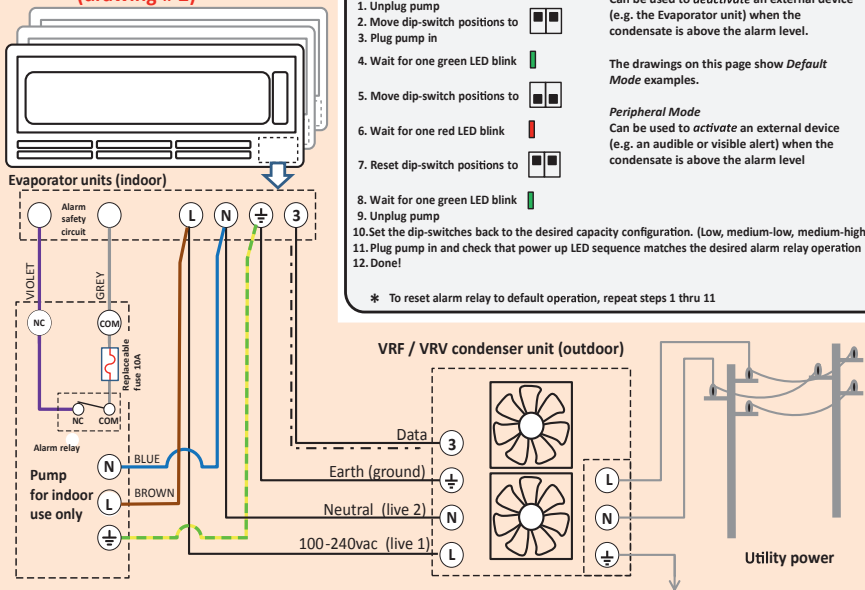 (drawing # 2)
1. Unplug pump
2. Move dip-switch positions to
3. Plug pump in
4. Wait for one green LED blink
5. Move dip-switch positions to
6. Wait for one red LED blink
7. Reset dip-switch positions to
8. Wait for one green LED blink
9. Unplug pump
10.Set the dip-switches back to the desired capacity configuration. (Low, medium-low, medium-high
11. Plug pump in and check that power up LED sequence matches the desired alarm relay operation
12. Done!
* To reset alarm relay to default operation, repeat steps 1 thru 11
Can be used to deactivate an external device
(e.g. the Evaporator unit) when the
condensate is above the alarm level.
The drawings on this page show Default
Mode examples.
Peripheral Mode
Can be used to activate an external device
(e.g. an audible or visible alert) when the
condensate is above the alarm level
Evaporator units (indoor)
Alarm
safety
circuit
L
N
3
VIOLET
GREY
NC
COM
Replaceable
fuse 10A
NC
COM
Alarm relay
Pump
for indoor
use only
N
BLUE
L
BROWN
VRF / VRV condenser unit (outdoor)
Data
3
Earth (ground)
Neutral (live 2)
N
100-240vac (live 1)
L
L
N
Utility power